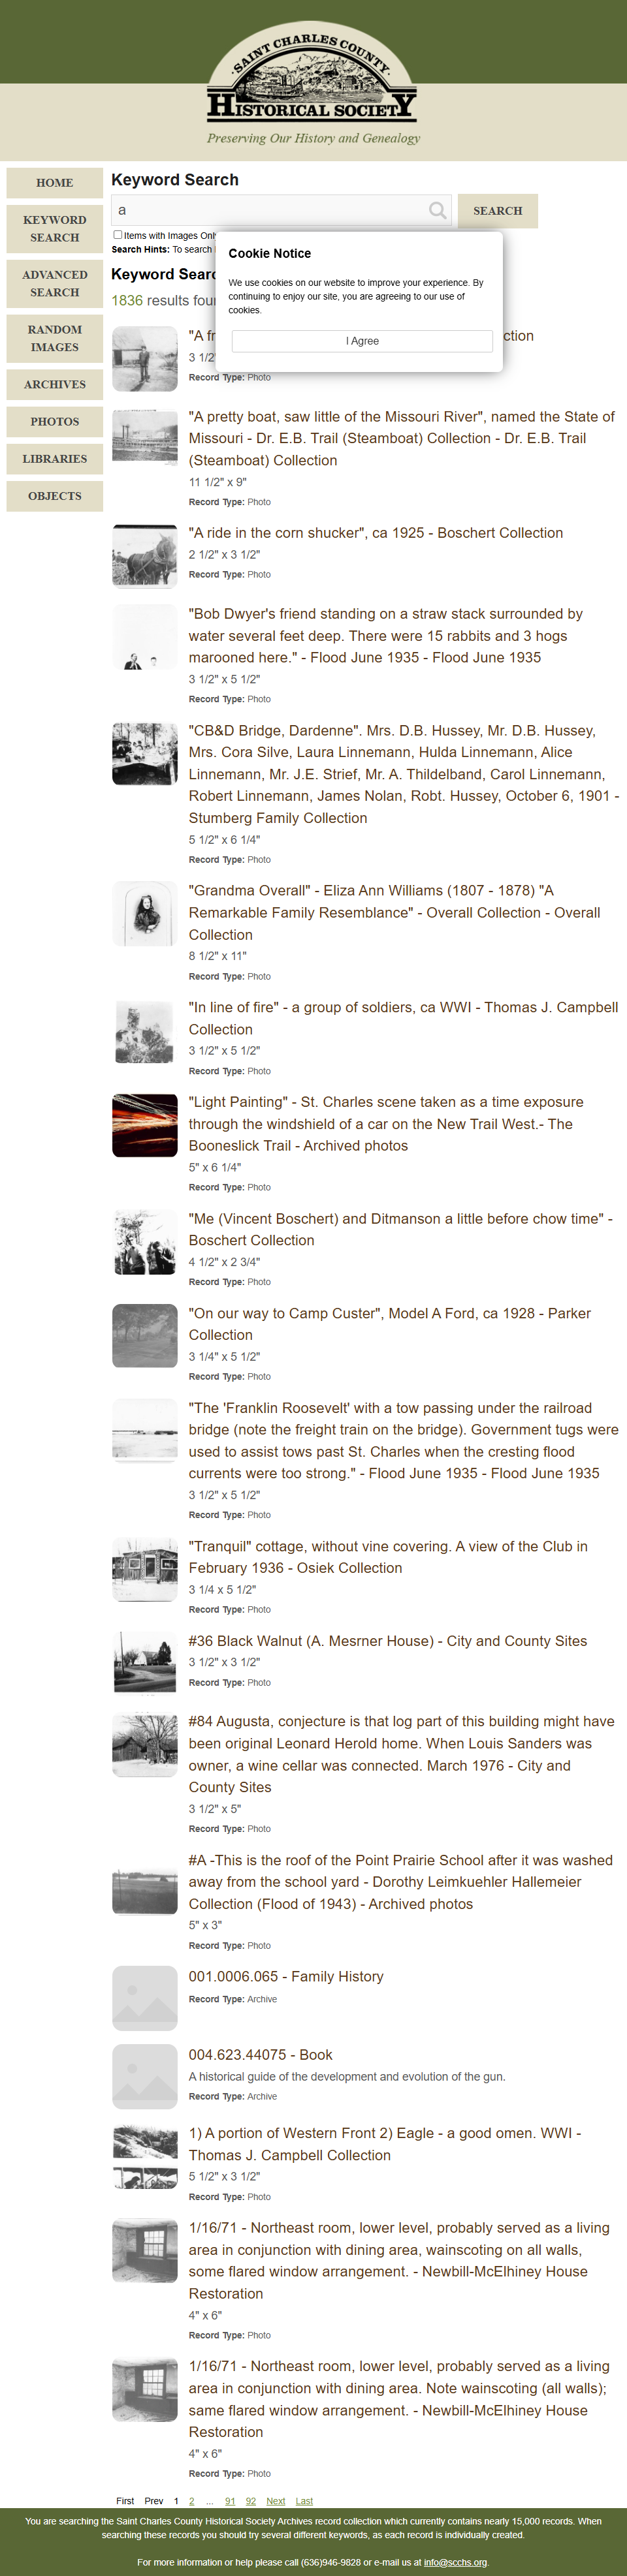 SAINT CHARLES COUNTY
HISTORICAL SOCIETY
Preserving Our History and Genealogy
HOME
KEYWORD
SEARCH
ADVANCED
SEARCH
RANDOM
IMAGES
ARCHIVES
PHOTOS
LIBRARIES
OBJECTS
Keyword Search
a
SEARCH
Items with Images Only
Search Hints: To search
Cookie Notice
We use cookies on our website to improve your experience. By
continuing to enjoy our site, you are agreeing to our use of
cookies.
I Agree
Keyword Searc
1836 results foun
"A fr ction
3 1/2"
Record Type: Photo
"A pretty boat, saw little of the Missouri River", named the State of
Missouri - Dr. E.B. Trail (Steamboat) Collection - Dr. E.B. Trail
(Steamboat) Collection
11 1/2" x 9"
Record Type: Photo
"A ride in the corn shucker", ca 1925 - Boschert Collection
2 1/2" x 3 1/2"
Record Type: Photo
"Bob Dwyer's friend standing on a straw stack surrounded by
water several feet deep. There were 15 rabbits and 3 hogs
marooned here." - Flood June 1935 - Flood June 1935
3 1/2" x 5 1/2"
Record Type: Photo
"CB&D Bridge, Dardenne". Mrs. D.B. Hussey, Mr. D.B. Hussey,
Mrs. Cora Silve, Laura Linnemann, Hulda Linnemann, Alice
Linnemann, Mr. J.E. Strief, Mr. A. Thildelband, Carol Linnemann,
Robert Linnemann, James Nolan, Robt. Hussey, October 6, 1901 -
Stumberg Family Collection
5 1/2" x 6 1/4"
Record Type: Photo
"Grandma Overall" - Eliza Ann Williams (1807 - 1878) "A
Remarkable Family Resemblance" - Overall Collection - Overall
Collection
8 1/2" x 11"
Record Type: Photo
"In line of fire" - a group of soldiers, ca WWI - Thomas J. Campbell
Collection
3 1/2" x 5 1/2"
Record Type: Photo
"Light Painting" - St. Charles scene taken as a time exposure
through the windshield of a car on the New Trail West.- The
Booneslick Trail - Archived photos
5" x 6 1/4"
Record Type: Photo
"Me (Vincent Boschert) and Ditmanson a little before chow time" -
Boschert Collection
4 1/2" x 2 3/4"
Record Type: Photo
"On our way to Camp Custer", Model A Ford, ca 1928 - Parker
Collection
3 1/4" x 5 1/2"
Record Type: Photo
"The 'Franklin Roosevelt' with a tow passing under the railroad
bridge (note the freight train on the bridge). Government tugs were
used to assist tows past St. Charles when the cresting flood
currents were too strong." - Flood June 1935 - Flood June 1935
3 1/2" x 5 1/2"
Record Type: Photo
"Tranquil" cottage, without vine covering. A view of the Club in
February 1936 - Osiek Collection
3 1/4 x 5 1/2"
Record Type: Photo
#36 Black Walnut (A. Mesrner House) - City and County Sites
3 1/2" x 3 1/2"
Record Type: Photo
#84 Augusta, conjecture is that log part of this building might have
been original Leonard Herold home. When Louis Sanders was
owner, a wine cellar was connected. March 1976 - City and
County Sites
3 1/2" x 5"
Record Type: Photo
#A -This is the roof of the Point Prairie School after it was washed
away from the school yard - Dorothy Leimkuehler Hallemeier
Collection (Flood of 1943) - Archived photos
5" x 3"
Record Type: Photo
001.0006.065 - Family History
Record Type: Archive
004.623.44075 - Book
A historical guide of the development and evolution of the gun.
Record Type: Archive
1) A portion of Western Front 2) Eagle - a good omen. WWI -
Thomas J. Campbell Collection
5 1/2" x 3 1/2"
Record Type: Photo
1/16/71 - Northeast room, lower level, probably served as a living
area in conjunction with dining area, wainscoting on all walls,
some flared window arrangement. - Newbill-McElhiney House
Restoration
4" x 6"
Record Type: Photo
1/16/71 - Northeast room, lower level, probably served as a living
area in conjunction with dining area. Note wainscoting (all walls);
same flared window arrangement. - Newbill-McElhiney House
Restoration
4" x 6"
Record Type: Photo
First Prev 1 2 ... 91 92 Next Last
You are searching the Saint Charles County Historical Society Archives record collection which currently contains nearly 15,000 records. When
searching these records you should try several different keywords, as each record is individually created.
For more information or help please call (636)946-9828 or e-mail us at info@scchs.org.